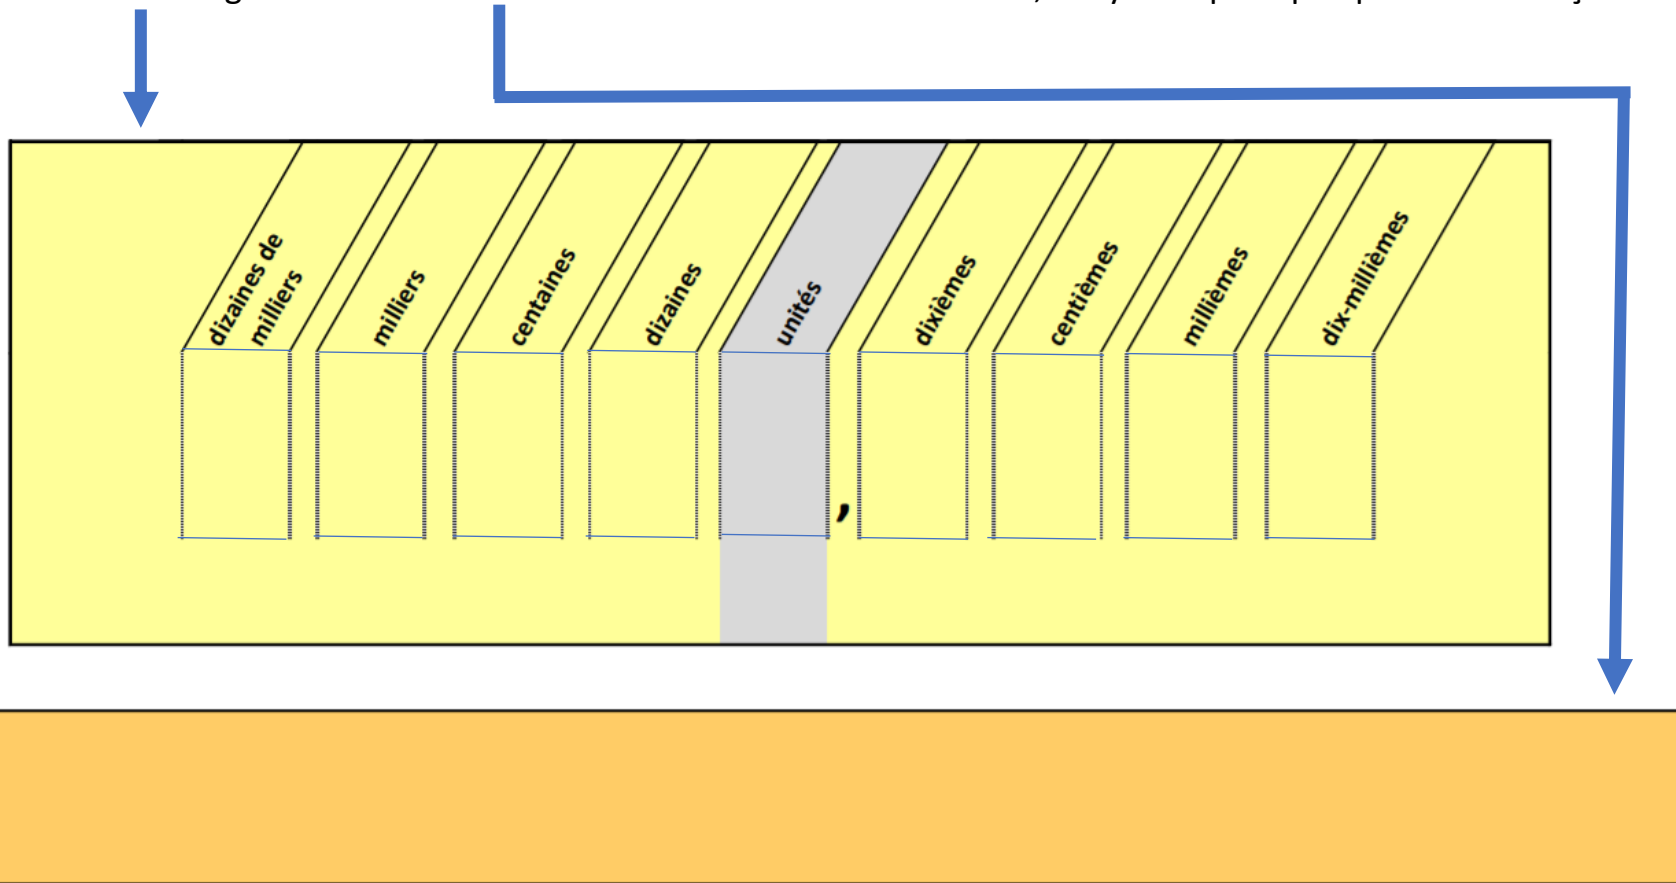 dizaines de
milliers
milliers
centaines
dizaines
unités
,
dixièmes
centièmes
millièmes
dix-millièmes